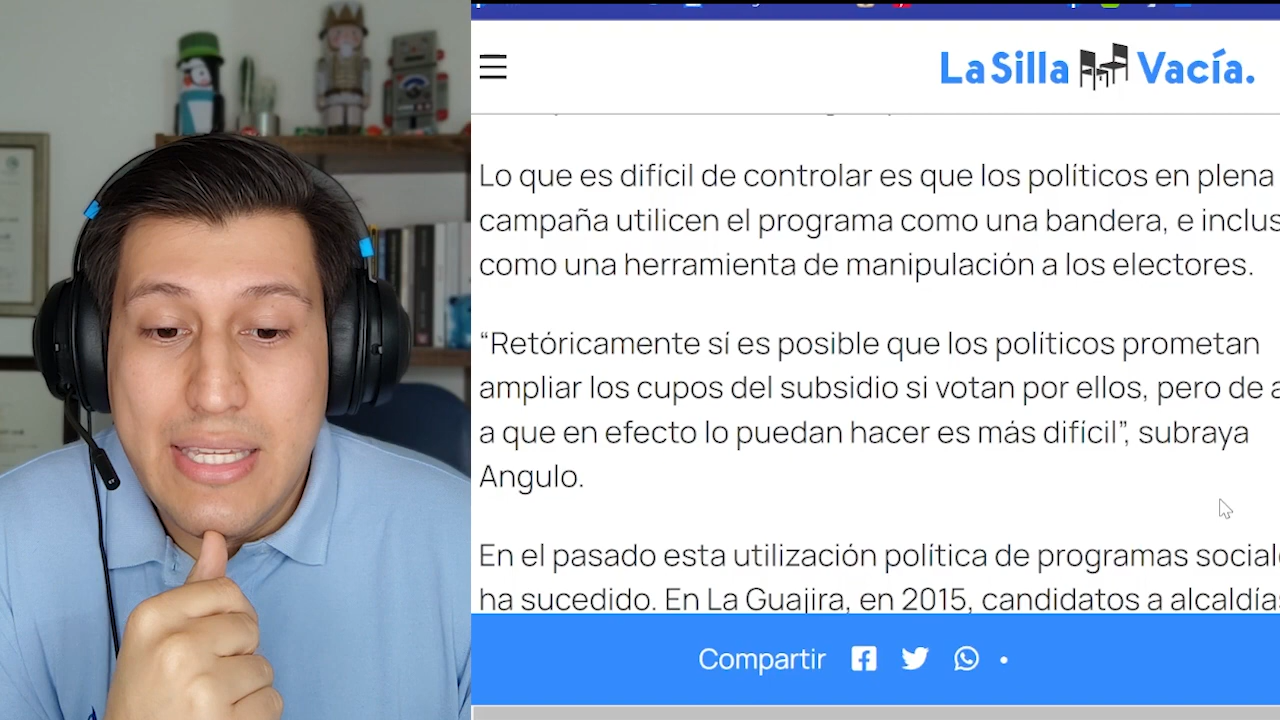 La Silla Vacía.
Lo que es difícil de controlar es que los políticos en plena
campaña utilicen el programa como una bandera, e inclus
como una herramienta de manipulación a los electores.
“Retóricamente sí es posible que los políticos prometan
ampliar los cupos del subsidio si votan por ellos, pero de a
a que en efecto lo puedan hacer es más difícil”, subraya
Angulo.
En el pasado esta utilización política de programas social
ha sucedido. En La Guajira, en 2015, candidatos a alcaldía
Compartir